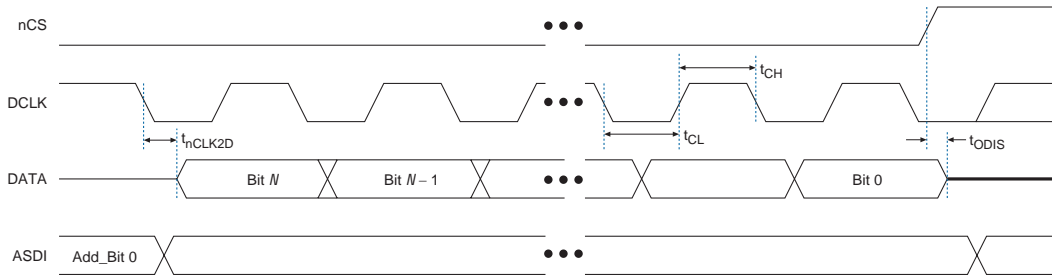 nCS
DCLK
tCH
tnCLK2D
tCL
tODIS
DATA
Bit N
Bit N – 1
Bit 0
ASDI
Add_Bit 0